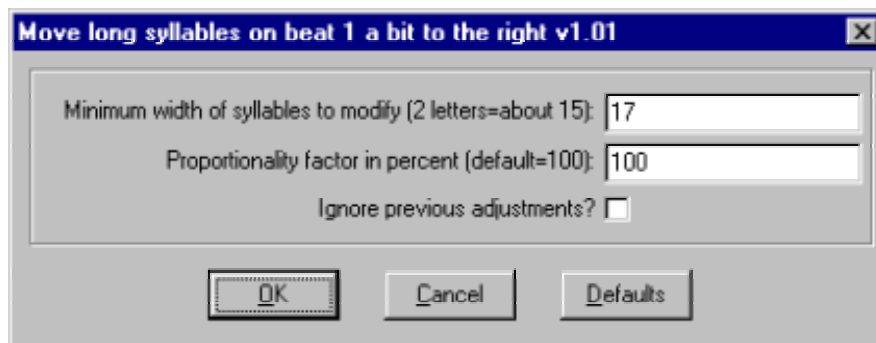 Move long syllables on beat 1 a bit to the right v1.01
Minimum width of syllables to modify (2 letters=about 15): 17
Proportionality factor in percent (default=100): 100
Ignore previous adjustments?
OK Cancel Defaults